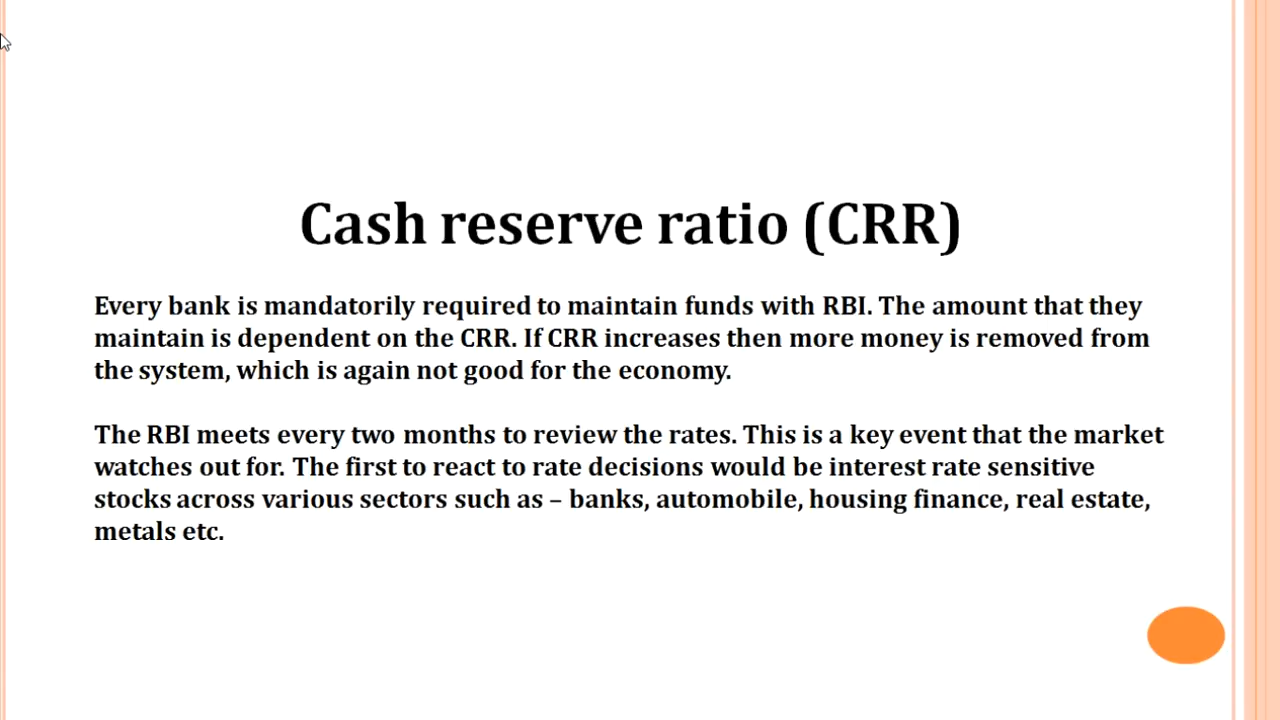 Cash reserve ratio (CRR)
Every bank is mandatorily required to maintain funds with RBI. The amount that they
maintain is dependent on the CRR. If CRR increases then more money is removed from
the system, which is again not good for the economy.
The RBI meets every two months to review the rates. This is a key event that the market
watches out for. The first to react to rate decisions would be interest rate sensitive
stocks across various sectors such as – banks, automobile, housing finance, real estate,
metals etc.